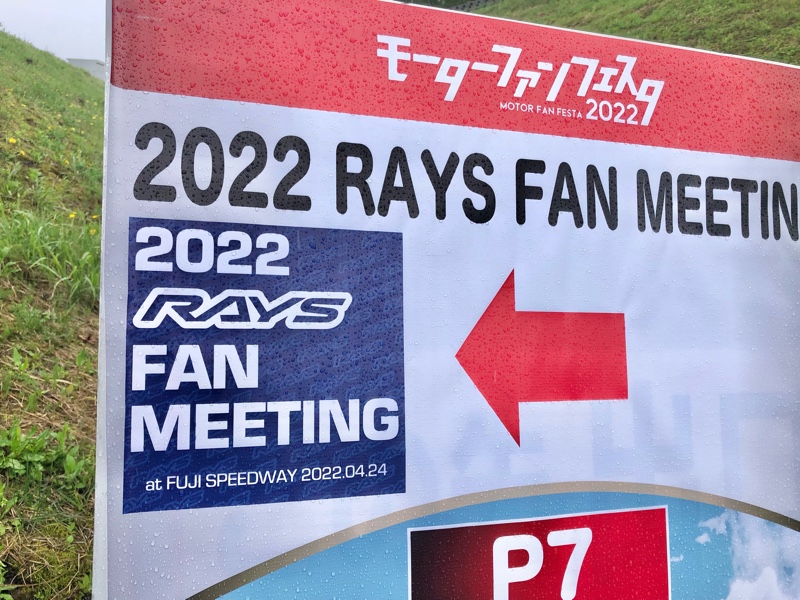 モーターファンフェスタ
MOTOR FAN FESTA 2022
2022 RAYS FAN MEETIN
2022
RAYS
FAN
MEETING
at FUJI SPEEDWAY 2022.04.24
P7